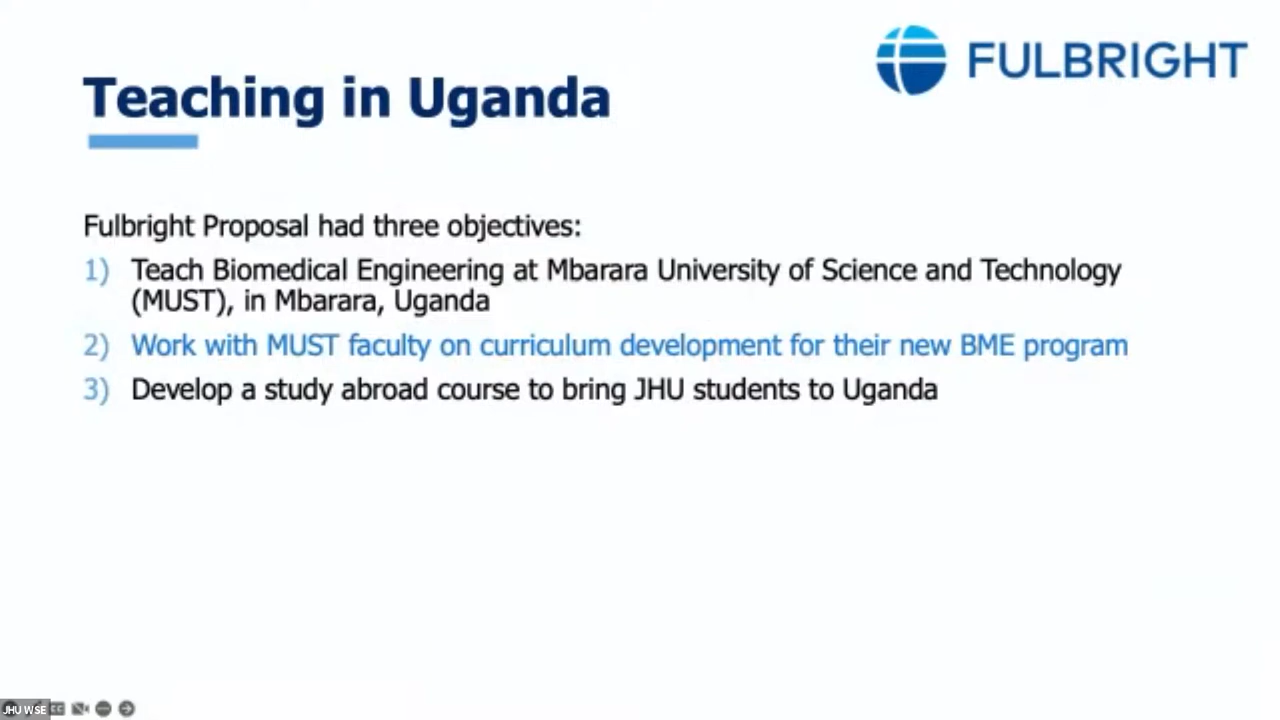 FULBRIGHT
Teaching in Uganda
Fulbright Proposal had three objectives:
1) Teach Biomedical Engineering at Mbarara University of Science and Technology
(MUST), in Mbarara, Uganda
2) Work with MUST faculty on curriculum development for their new BME program
3) Develop a study abroad course to bring JHU students to Uganda
JHU WSE